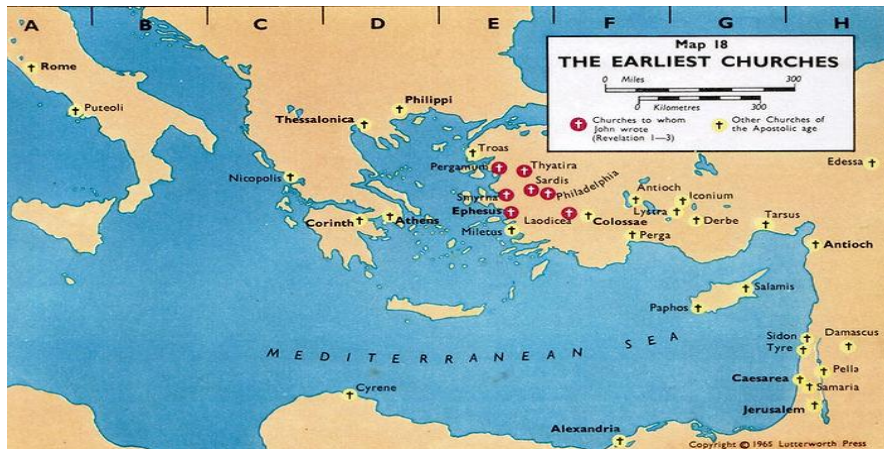 A B C D E F G H
Map 18
THE EARLIEST CHURCHES
0 Miles 300
0 Kilometres 300
Churches to whom
John wrote
(Revelation 1—3)
Other Churches of
the Apostolic age
Rome
Puteoli
Philippi
Thessalonica
Nicopolis
Corinth
Athens
Troas
Pergamum
Thyatira
Sardis
Philadelphia
Smyrna
Ephesus
Laodicea
Colossae
Miletus
Antioch
Iconium
Lystra
Derbe
Perga
Tarsus
Edessa
Antioch
Salamis
Paphos
MEDITERRANEAN SEA
Sidon
Tyre
Damascus
Pella
Caesarea
Samaria
Jerusalem
Cyrene
Alexandria
Copyright © 1965 Lutterworth Press